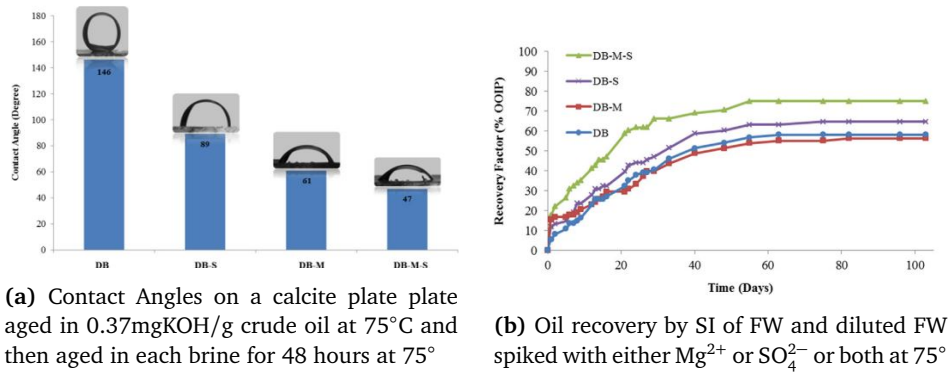 180
160
140
120
100
80
60
40
20
0
Contact Angle (Degree)
146
89
61
47
DB
DB-S
DB-M
DB-M-S
(a) Contact Angles on a calcite plate plate
aged in 0.37mgKOH/g crude oil at 75°C and
then aged in each brine for 48 hours at 75°
100
90
80
70
60
50
40
30
20
10
0
Recovery Factor (% OOIP)
DB-M-S
DB-S
DB-M
DB
0
20
40
60
80
100
Time (Days)
(b) Oil recovery by SI of FW and diluted FW
spiked with either Mg²⁺ or SO₄²⁻ or both at 75°